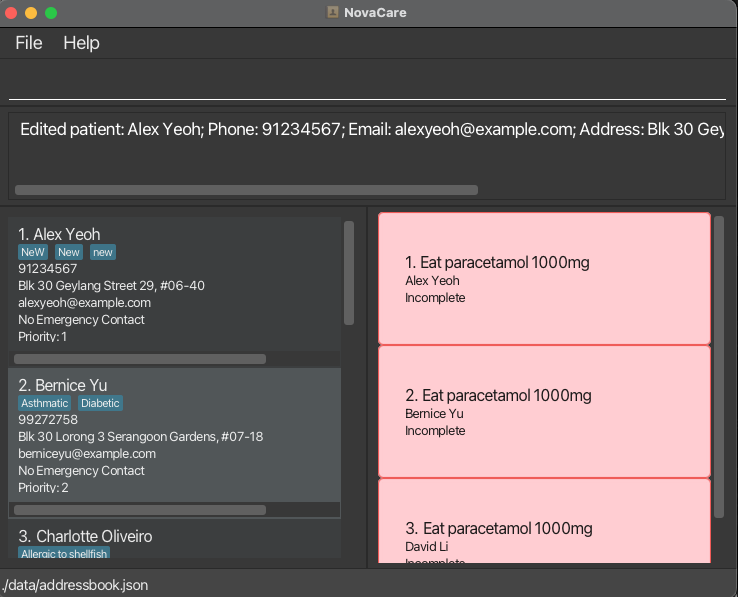 NovaCare
File Help
Edited patient: Alex Yeoh; Phone: 91234567; Email: alexyeoh@example.com; Address: Blk 30 Gey
1. Alex Yeoh
NeW New new
91234567
Blk 30 Geylang Street 29, #06-40
alexyeoh@example.com
No Emergency Contact
Priority: 1
2. Bernice Yu
Asthmatic Diabetic
99272758
Blk 30 Lorong 3 Serangoon Gardens, #07-18
berniceyu@example.com
No Emergency Contact
Priority: 2
3. Charlotte Oliveiro
Allergic to shellfish
1. Eat paracetamol 1000mg
Alex Yeoh
Incomplete
2. Eat paracetamol 1000mg
Bernice Yu
Incomplete
3. Eat paracetamol 1000mg
David Li
Incomplete
./data/addressbook.json